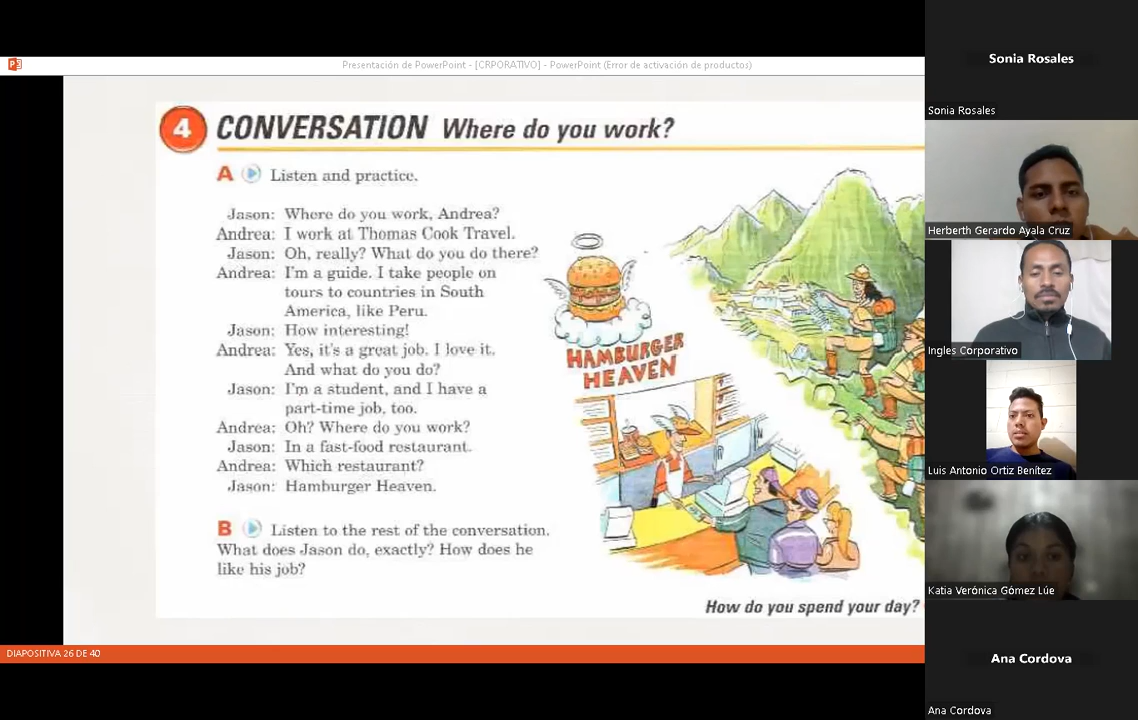 Presentación de PowerPoint - [CRPORATIVO] - PowerPoint (Error de activación de productos)
4 CONVERSATION Where do you work?
A Listen and practice.
Jason: Where do you work, Andrea?
Andrea: I work at Thomas Cook Travel.
Jason: Oh, really? What do you do there?
Andrea: I'm a guide. I take people on
tours to countries in South
America, like Peru.
Jason: How interesting!
Andrea: Yes, it's a great job. I love it.
And what do you do?
Jason: I'm a student, and I have a
part-time job, too.
Andrea: Oh? Where do you work?
Jason: In a fast-food restaurant.
Andrea: Which restaurant?
Jason: Hamburger Heaven.
B Listen to the rest of the conversation.
What does Jason do, exactly? How does he
like his job?
HAMBURGER
HEAVEN
How do you spend your day?
DIAPOSITIVA 26 DE 40
Sonia Rosales
Sonia Rosales
Herberth Gerardo Ayala Cruz
Ingles Corporativo
Luis Antonio Ortiz Benítez
Katia Verónica Gómez Lúe
Ana Cordova
Ana Cordova